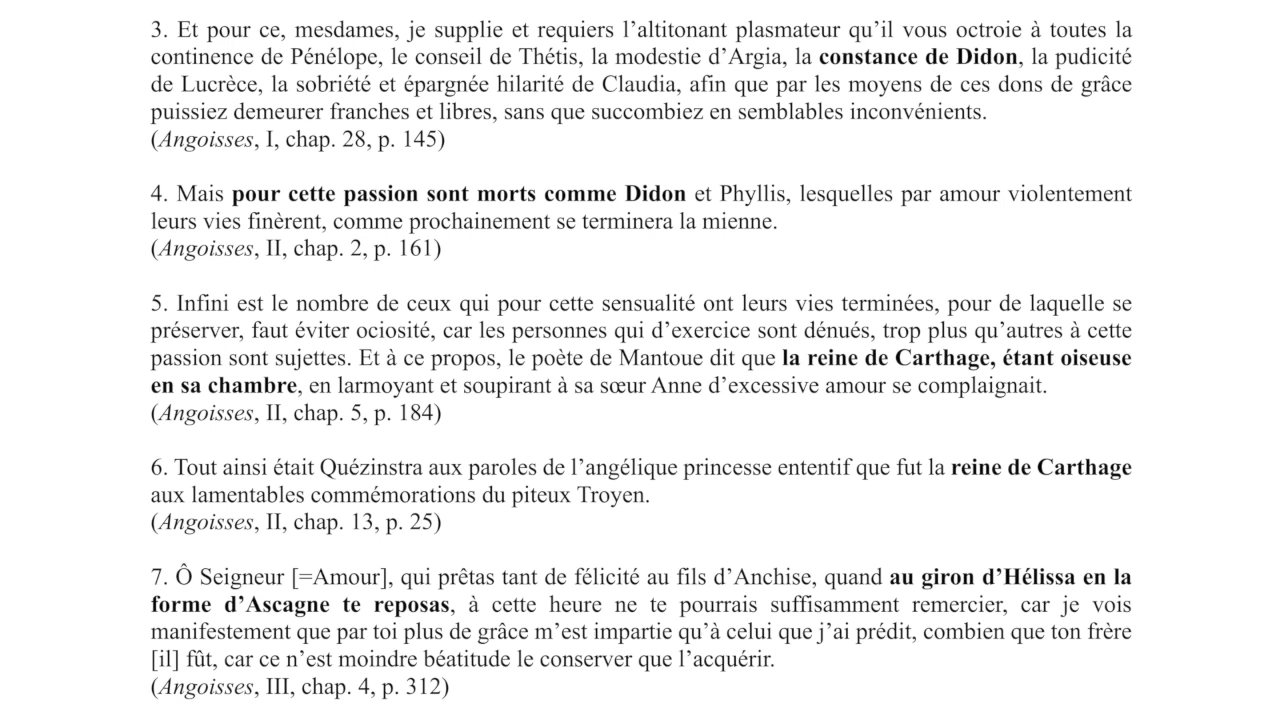 3. Et pour ce, mesdames, je supplie et requiers l’altitonant plasmateur qu’il vous octroie à toutes la
continence de Pénélope, le conseil de Thétis, la modestie d’Argia, la constance de Didon, la pudicité
de Lucrèce, la sobriété et épargnée hilarité de Claudia, afin que par les moyens de ces dons de grâce
puissiez demeurer franches et libres, sans que succombiez en semblables inconvénients.
(Angoisses, I, chap. 28, p. 145)
4. Mais pour cette passion sont morts comme Didon et Phyllis, lesquelles par amour violentement
leurs vies finèrent, comme prochainement se terminera la mienne.
(Angoisses, II, chap. 2, p. 161)
5. Infini est le nombre de ceux qui pour cette sensualité ont leurs vies terminées, pour de laquelle se
préserver, faut éviter ociosité, car les personnes qui d’exercice sont dénués, trop plus qu’autres à cette
passion sont sujettes. Et à ce propos, le poète de Mantoue dit que la reine de Carthage, étant oiseuse
en sa chambre, en larmoyant et soupirant à sa sœur Anne d’excessive amour se complaignait.
(Angoisses, II, chap. 5, p. 184)
6. Tout ainsi était Quézinstra aux paroles de l’angélique princesse ententif que fut la reine de Carthage
aux lamentables commémorations du piteux Troyen.
(Angoisses, II, chap. 13, p. 25)
7. Ô Seigneur [=Amour], qui prêtas tant de félicité au fils d’Anchise, quand au giron d’Hélissa en la
forme d’Ascagne te reposas, à cette heure ne te pourrais suffisamment remercier, car je vois
manifestement que par toi plus de grâce m’est impartie qu’à celui que j’ai prédit, combien que ton frère
[il] fût, car ce n’est moindre béatitude le conserver que l’acquérir.
(Angoisses, III, chap. 4, p. 312)